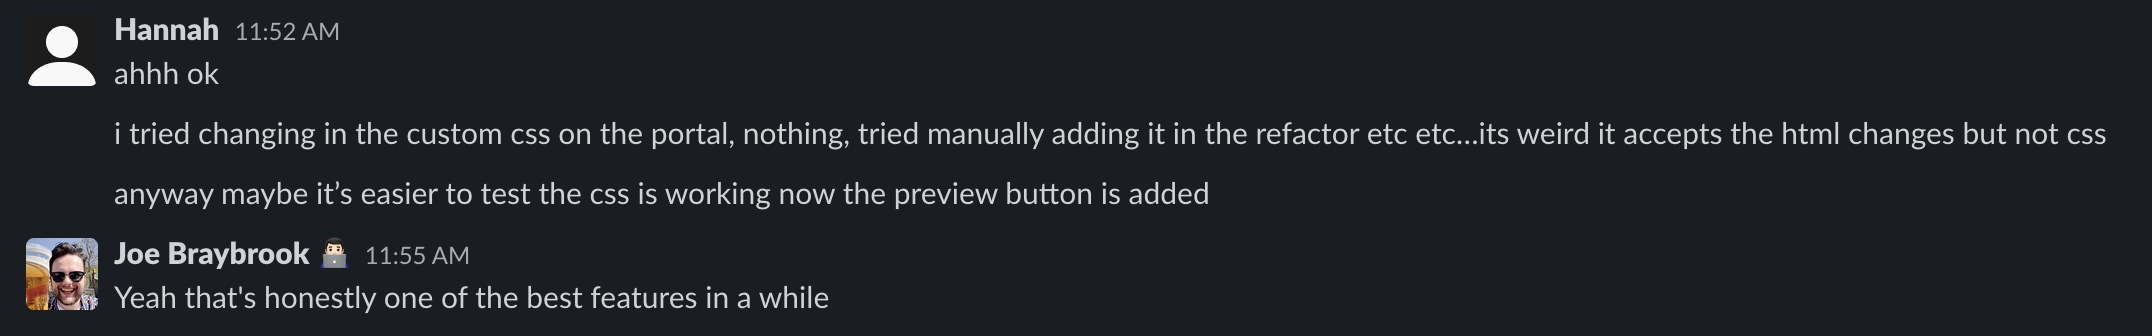 Hannah 11:52 AM
ahhh ok
i tried changing in the custom css on the portal, nothing, tried manually adding it in the refactor etc etc...its weird it accepts the html changes but not css
anyway maybe it’s easier to test the css is working now the preview button is added
Joe Braybrook 👨🏻‍💻 11:55 AM
Yeah that's honestly one of the best features in a while